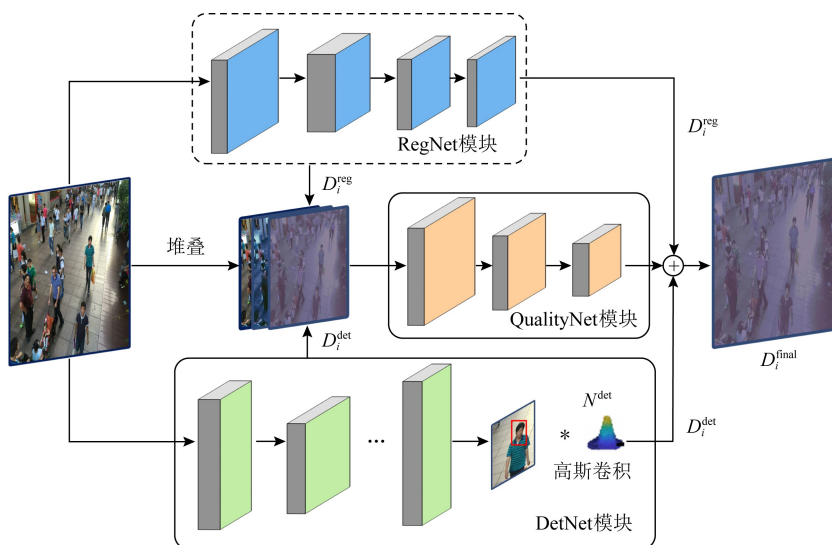 RegNet模块
D_i^reg
D_i^reg
堆叠
QualityNet模块
+
D_i^final
D_i^det
N^det
D_i^det
...
*
高斯卷积
DetNet模块